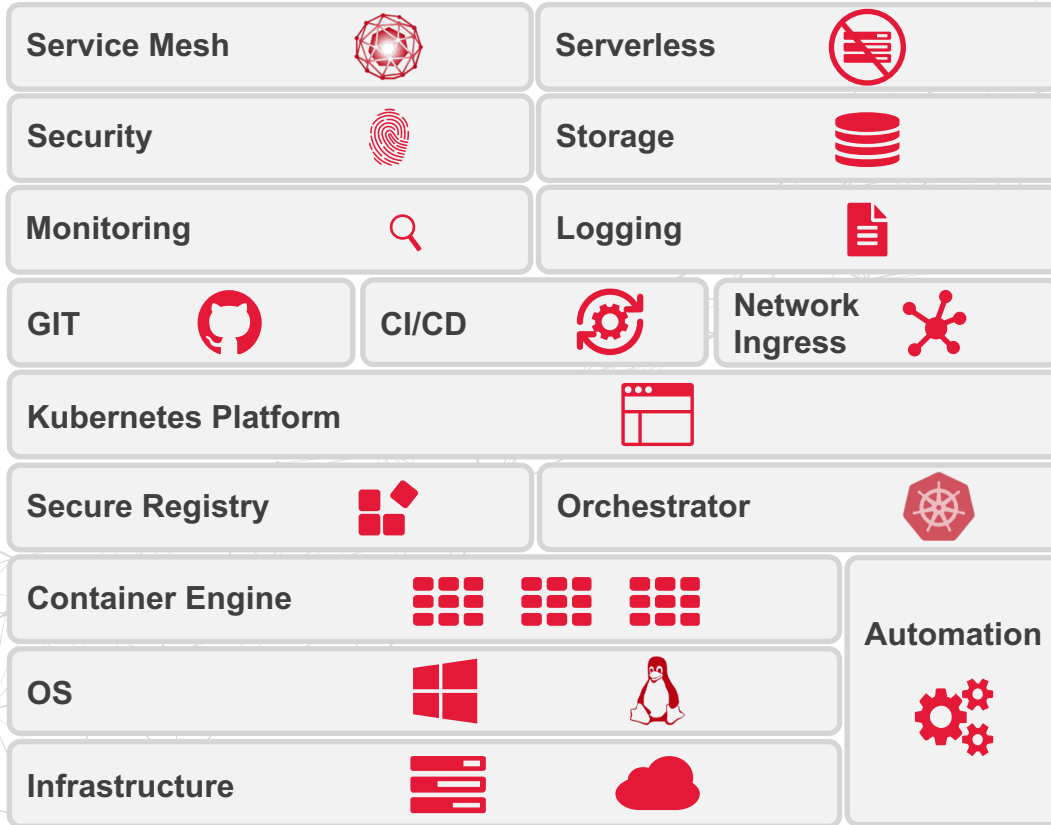 Service Mesh
Serverless
Security
Storage
Monitoring
Logging
GIT
CI/CD
Network
Ingress
Kubernetes Platform
Secure Registry
Orchestrator
Container Engine
Automation
OS
Infrastructure